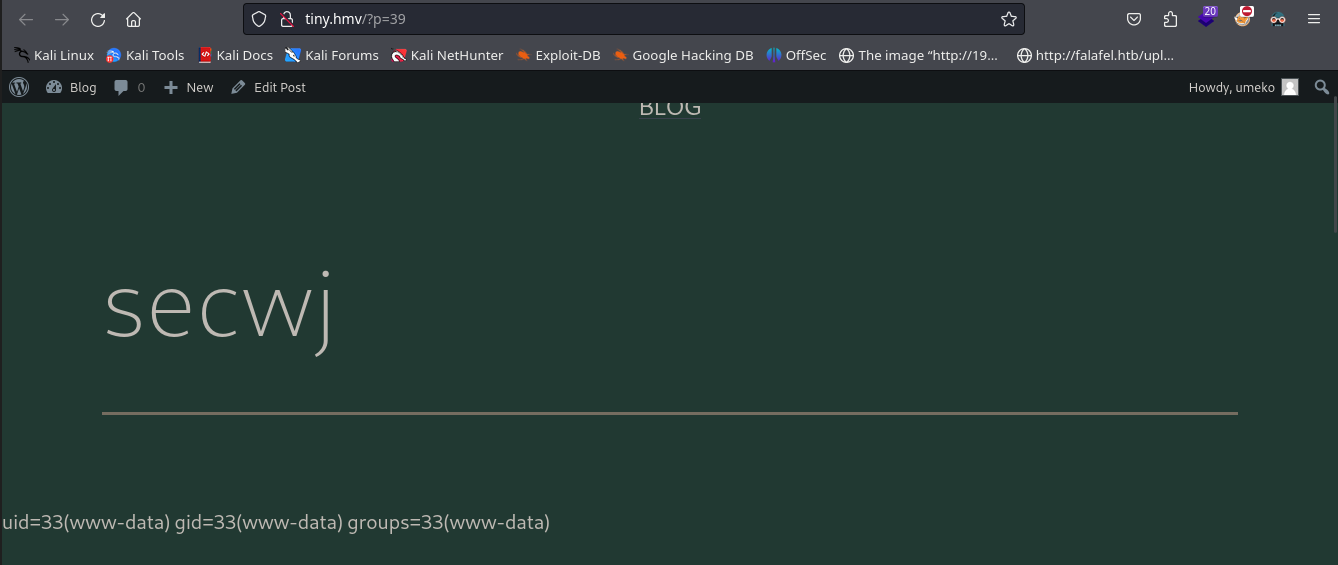 tiny.hmv/?p=39
20
Kali Linux Kali Tools Kali Docs Kali Forums Kali NetHunter Exploit-DB Google Hacking DB OffSec The image “http://19... http://falafel.htb/upl...
Blog 0 New Edit Post Howdy, umeko
BLOG
secwj
uid=33(www-data) gid=33(www-data) groups=33(www-data)